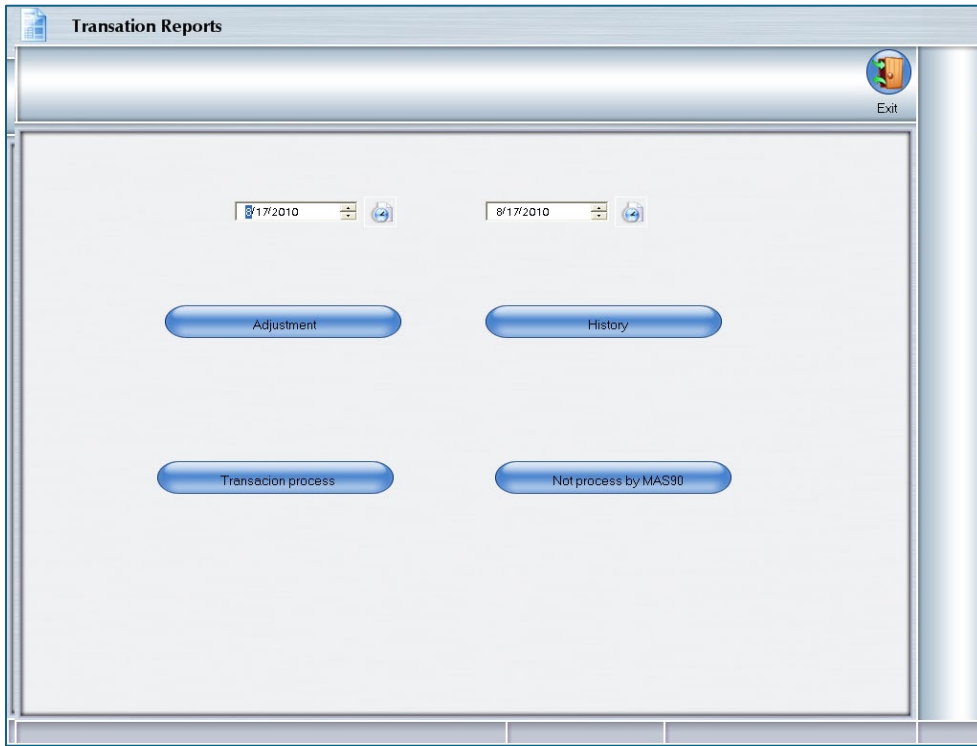 Transation Reports
Exit
8/17/2010
8/17/2010
Adjustment
History
Transacion process
Not process by MAS90